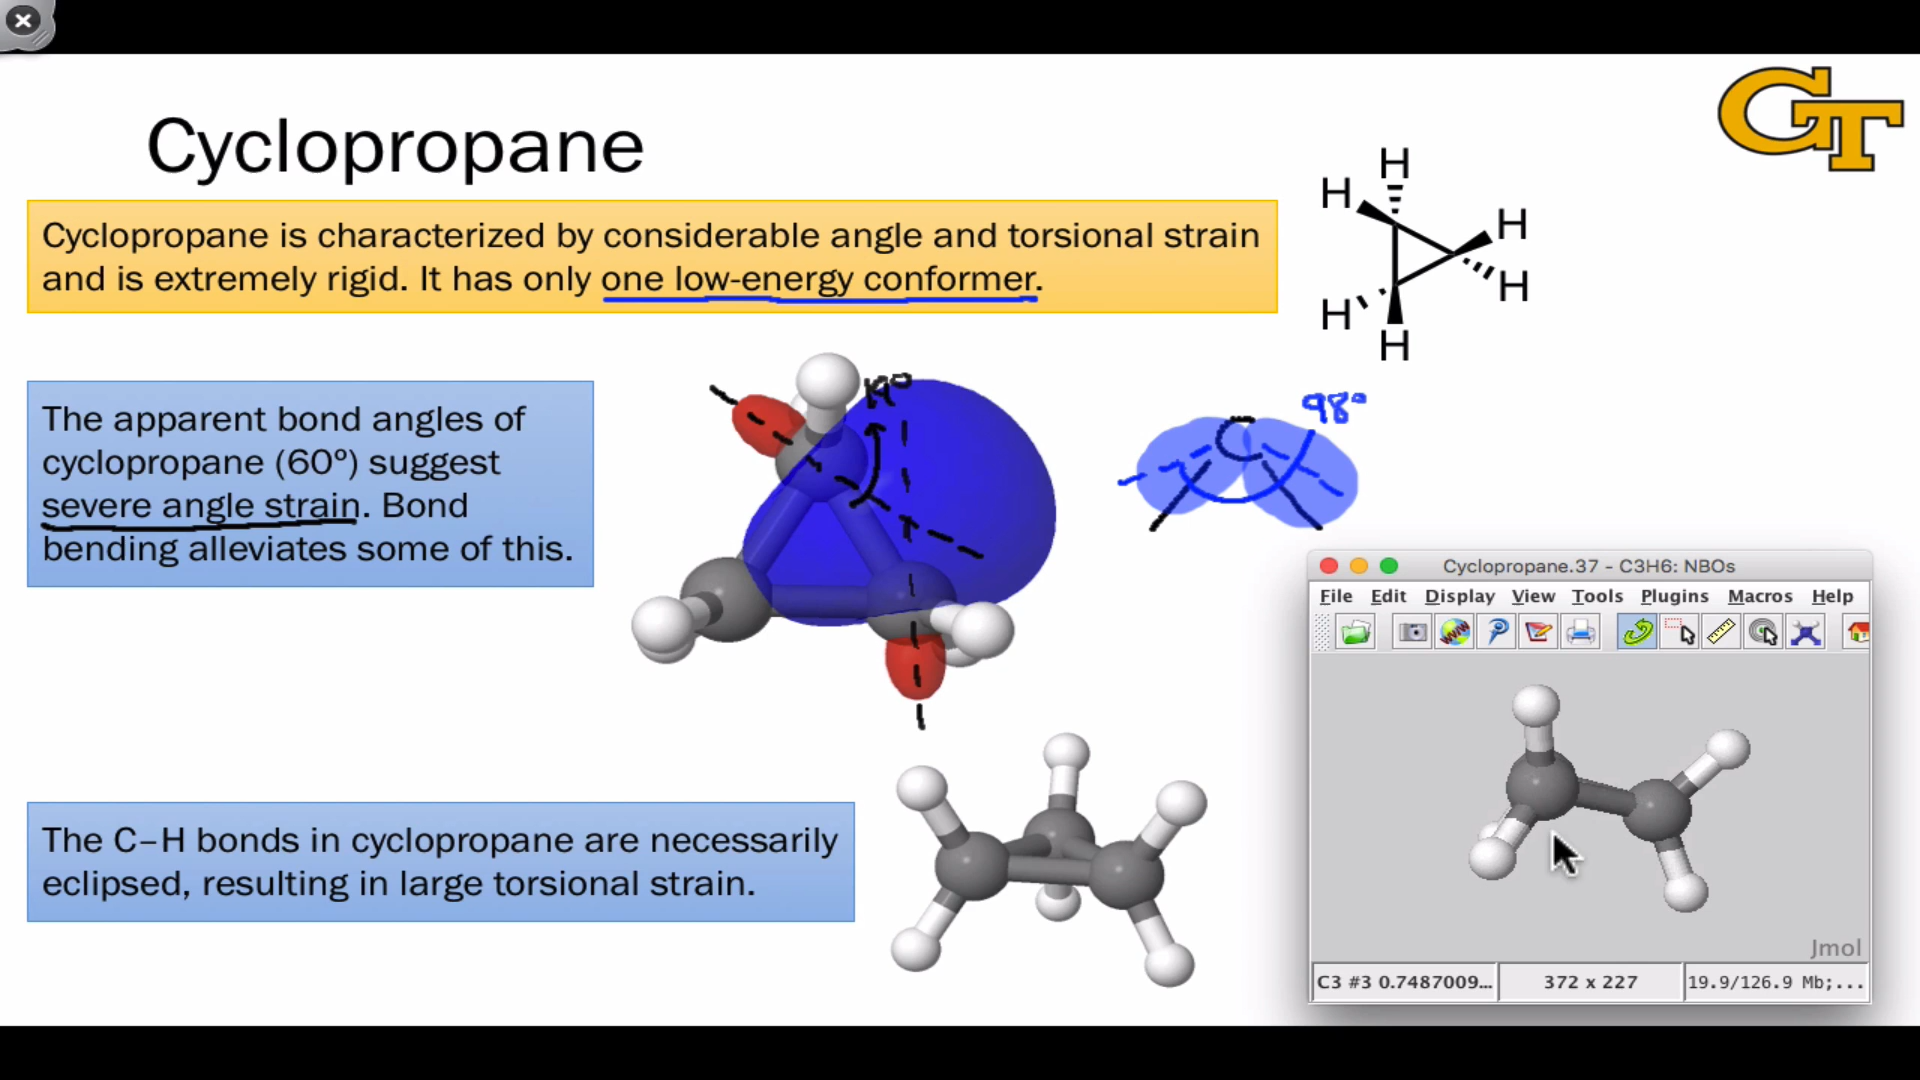 Cyclopropane
GT
Cyclopropane is characterized by considerable angle and torsional strain
and is extremely rigid. It has only one low-energy conformer.
H
H
H
H
H
H
The apparent bond angles of
cyclopropane (60º) suggest
severe angle strain. Bond
bending alleviates some of this.
C
98°
The C–H bonds in cyclopropane are necessarily
eclipsed, resulting in large torsional strain.
Cyclopropane.37 - C3H6: NBOs
File Edit Display View Tools Plugins Macros Help
WWW
Jmol
C3 #3 0.7487009... 372 x 227 19.9/126.9 Mb;...